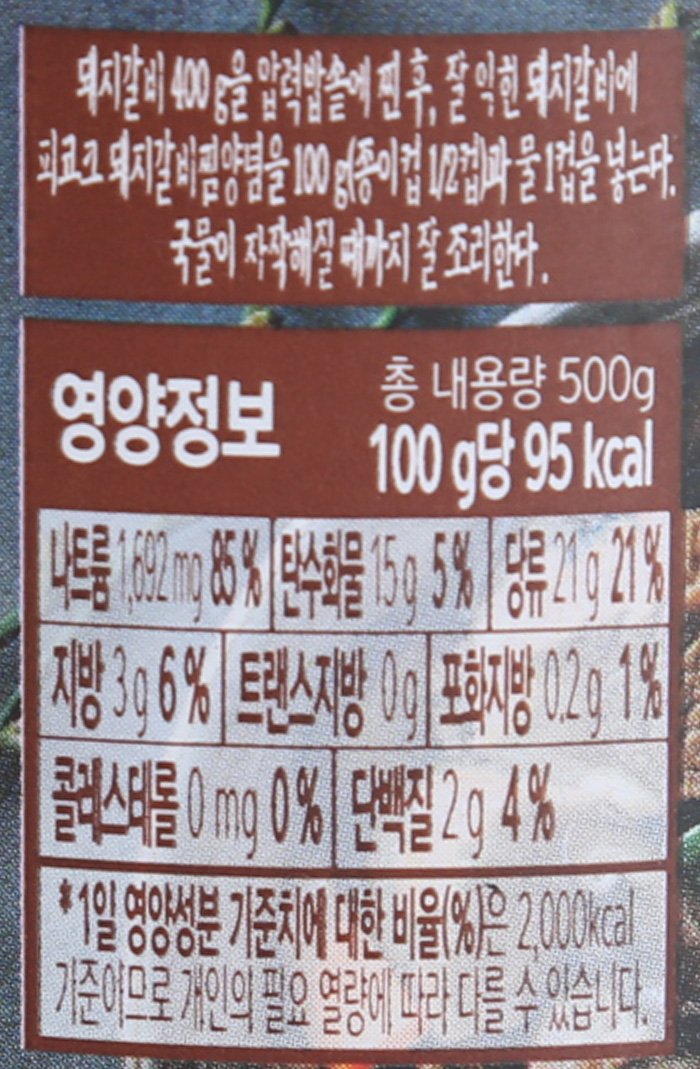 돼지갈비 400 g을 압력밥솥에 찐 후, 잘 익힌 돼지갈비에
피코크 돼지갈비찜양념을 100 g(종이컵 1/2컵)과 물 1컵을 넣는다.
국물이 자작해질 때까지 잘 조리한다.
영양정보
총 내용량 500g
100 g당 95 kcal
나트륨 1,692 mg 85 % 탄수화물 15 g 5 % 당류 21 g 21 %
지방 3 g 6 % 트랜스지방 0 g 포화지방 0.2 g 1 %
콜레스테롤 0 mg 0 % 단백질 2 g 4 %
*1일 영양성분 기준치에 대한 비율(%)은 2,000kcal
기준이므로 개인의 필요 열량에 따라 다를 수 있습니다.